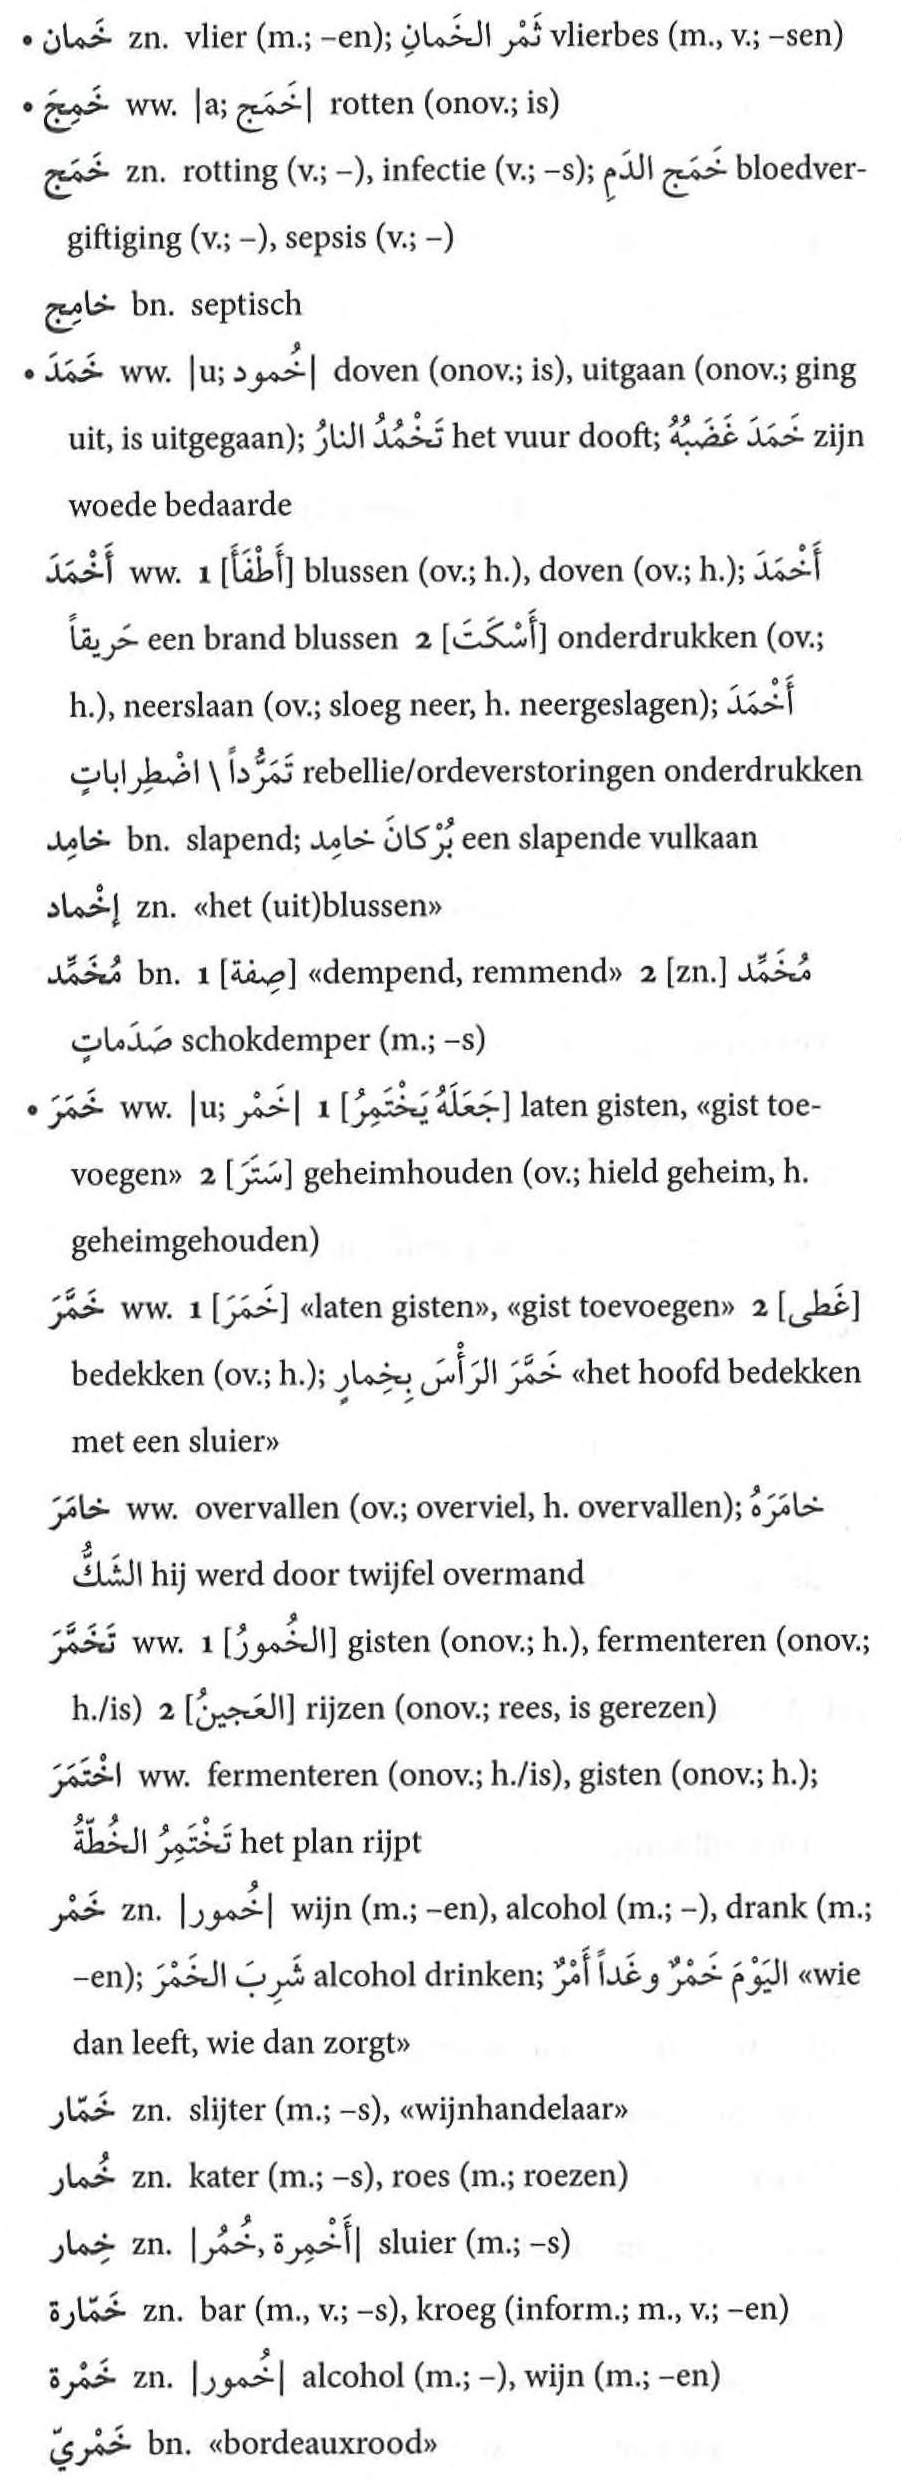 • خَمان zn. vlier (m.; –en); ثَمْر الخَمانِ vlierbes (m., v.; –sen)
• خَمِجَ ww. |a; خَمَج| rotten (onov.; is)
خَمَج zn. rotting (v.; –), infectie (v.; –s); خَمَج الدَمِ bloedver-
giftiging (v.; –), sepsis (v.; –)
خامِج bn. septisch
• خَمَدَ ww. |u; خُمود| doven (onov.; is), uitgaan (onov.; ging
uit, is uitgegaan); تَخْمُدُ النارُ het vuur dooft; خَمَدَ غَضَبُهُ zijn
woede bedaarde
أَخْمَدَ ww. 1 [أَطْفَأَ] blussen (ov.; h.), doven (ov.; h.); أَخْمَدَ
حَريقاً een brand blussen 2 [أَسْكَتَ] onderdrukken (ov.;
h.), neerslaan (ov.; sloeg neer, h. neergeslagen); أَخْمَدَ
تَمَرُّداً \ اضْطِراباتٍ rebellie/ordeverstoringen onderdrukken
خامِد bn. slapend; بُرْكانٌ خامِد een slapende vulkaan
إخْماد zn. «het (uit)blussen»
مُخَمِّد bn. 1 [صِفة] «dempend, remmend» 2 [zn.] مُخَمِّد
صَدَماتٍ schokdemper (m.; –s)
• خَمَرَ ww. |u; خَمْر| 1 [جَعَلَهُ يَخْتَمِرُ] laten gisten, «gist toe-
voegen» 2 [سَتَرَ] geheimhouden (ov.; hield geheim, h.
geheimgehouden)
خَمَّرَ ww. 1 [خَمَرَ] «laten gisten», «gist toevoegen» 2 [غَطى]
bedekken (ov.; h.); خَمَّرَ الرَأْسَ بِخِمارٍ «het hoofd bedekken
met een sluier»
خامَرَ ww. overvallen (ov.; overviel, h. overvallen); خامَرَهُ
الشَكُّ hij werd door twijfel overmand
تَخَمَّرَ ww. 1 [الخُمورُ] gisten (onov.; h.), fermenteren (onov.;
h./is) 2 [العَجينُ] rijzen (onov.; rees, is gerezen)
اخْتَمَرَ ww. fermenteren (onov.; h./is), gisten (onov.; h.);
تَخْتَمِرُ الخُطّةُ het plan rijpt
خَمْر zn. |خُمور| wijn (m.; –en), alcohol (m.; –), drank (m.;
–en); شَرِبَ الخَمْرَ alcohol drinken; اليَوْمَ خَمْرٌ وغَداً أَمْرٌ «wie
dan leeft, wie dan zorgt»
خَمّار zn. slijter (m.; –s), «wijnhandelaar»
خُمار zn. kater (m.; –s), roes (m.; roezen)
خِمار zn. |أَخْمِرة, خُمُر| sluier (m.; –s)
خَمّارة zn. bar (m., v.; –s), kroeg (inform.; m., v.; –en)
خَمْرة zn. |خُمور| alcohol (m.; –), wijn (m.; –en)
خَمْريّ bn. «bordeauxrood»